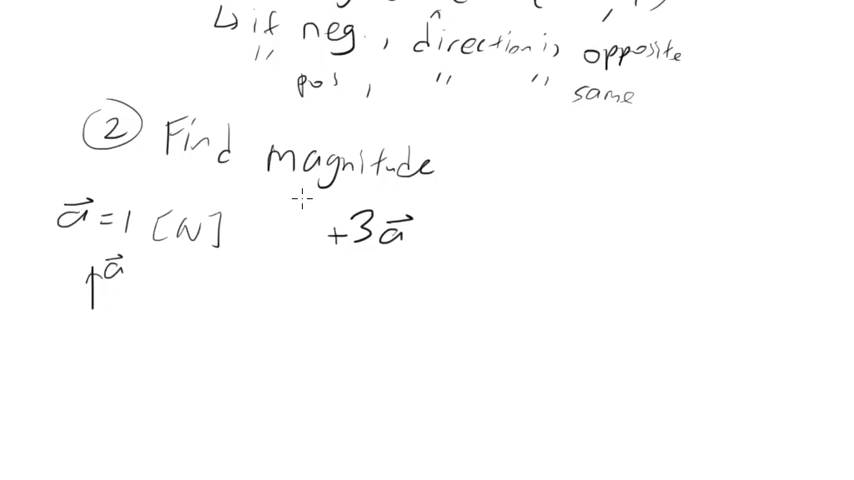 ↳ if neg., direction is opposite
" pos, " " same
② Find magnitude
a⃗ = 1 [N] +3a⃗
↑a⃗